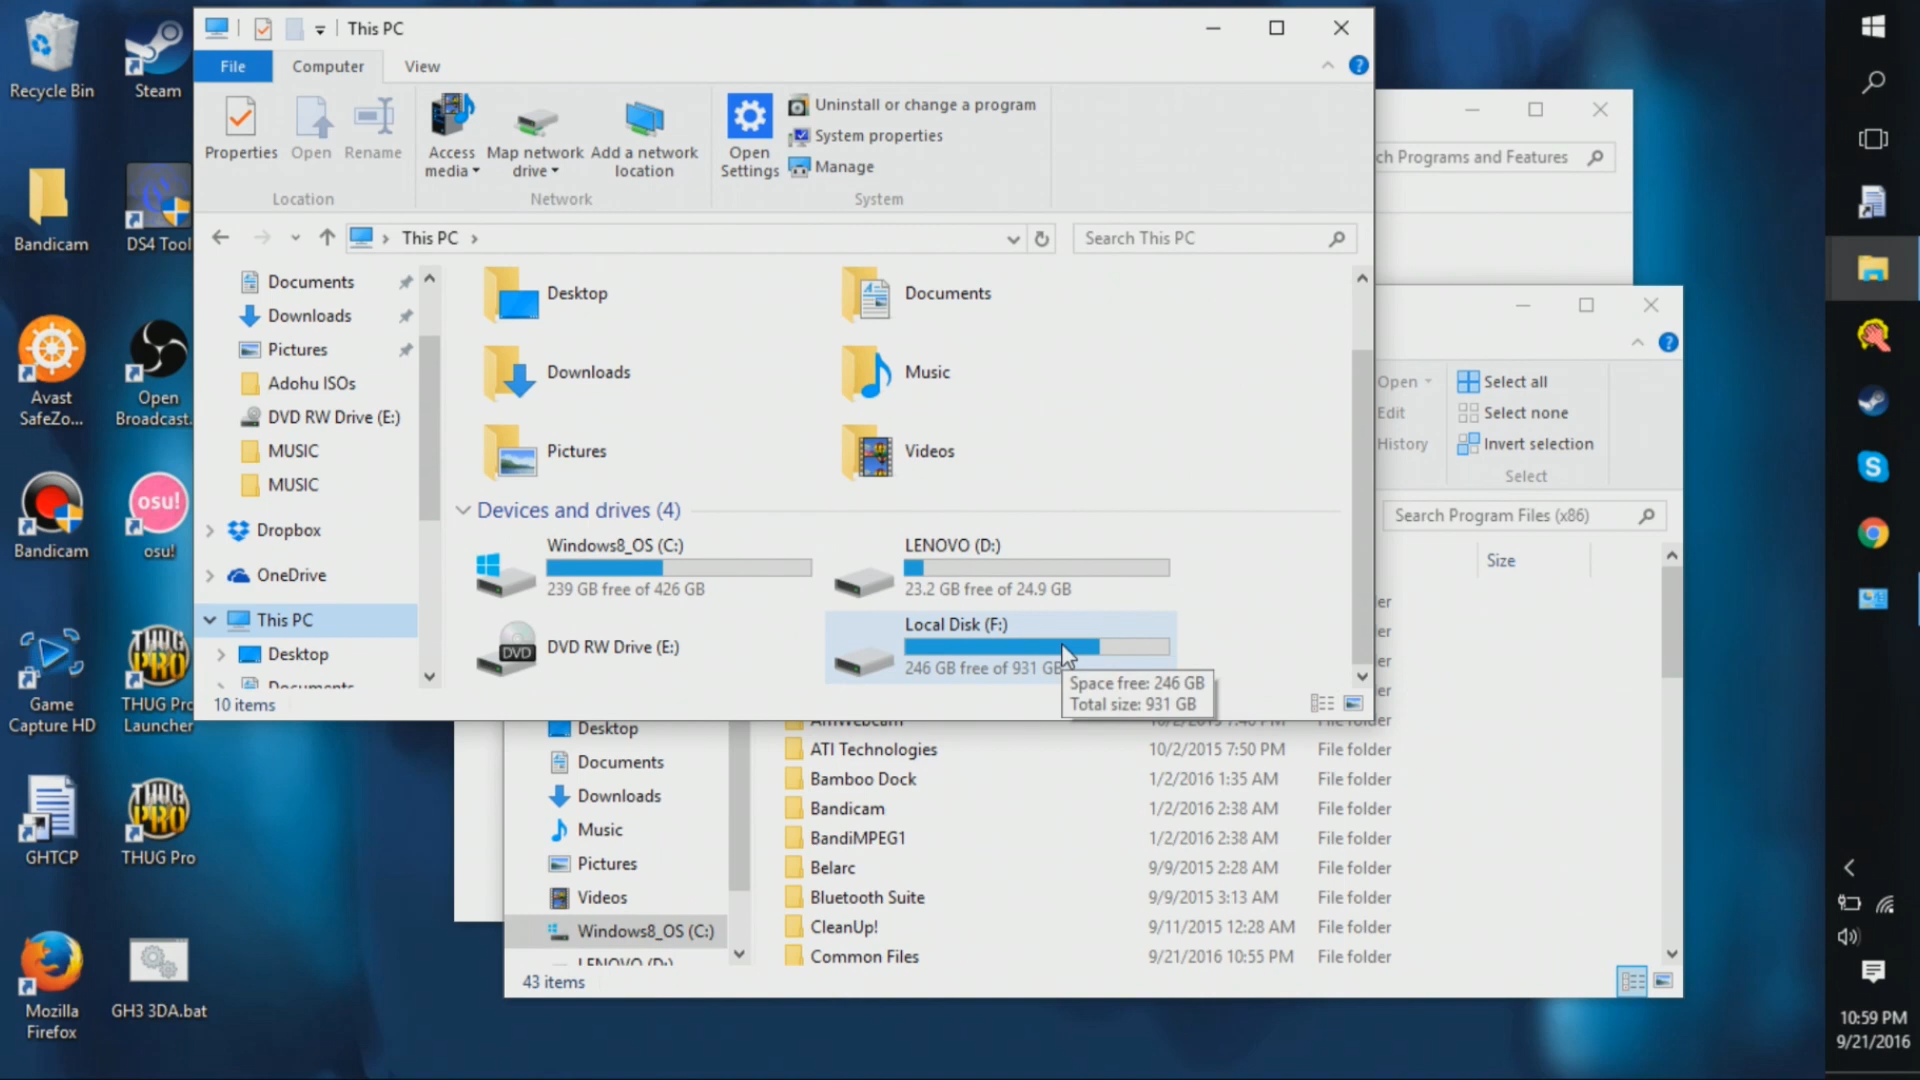 Recycle Bin
Steam
Bandicam
DS4 Tool
Avast
SafeZo...
Open
Broadcast.
Bandicam
osu!
osu!
Game
Capture HD
THUG Pro
Launcher
GHTCP
THUG Pro
Mozilla
Firefox
GH3 3DA.bat
This PC
File
Computer
View
Properties
Open
Rename
Location
Access
media
Map network
drive
Add a network
location
Network
Open
Settings
Uninstall or change a program
System properties
Manage
System
This PC
Search This PC
Documents
Downloads
Pictures
Adohu ISOs
DVD RW Drive (E:)
MUSIC
MUSIC
Dropbox
OneDrive
This PC
Desktop
Documents
10 items
Desktop
Documents
Downloads
Music
Pictures
Videos
Devices and drives (4)
Windows8_OS (C:)
239 GB free of 426 GB
LENOVO (D:)
23.2 GB free of 24.9 GB
DVD
DVD RW Drive (E:)
Local Disk (F:)
246 GB free of 931 GB
Space free: 246 GB
Total size: 931 GB
ch Programs and Features
Open
Edit
History
Select all
Select none
Invert selection
Select
Search Program Files (x86)
Size
er
er
er
er
Desktop
Documents
Downloads
Music
Pictures
Videos
Windows8_OS (C:)
LENOVO (D:)
File folder
ATI Technologies 10/2/2015 7:50 PM File folder
Bamboo Dock 1/2/2016 1:35 AM File folder
Bandicam 1/2/2016 2:38 AM File folder
BandiMPEG1 1/2/2016 2:38 AM File folder
Belarc 9/9/2015 2:28 AM File folder
Bluetooth Suite 9/9/2015 3:13 AM File folder
CleanUp! 9/11/2015 12:28 AM File folder
Common Files 9/21/2016 10:55 PM File folder
43 items
10:59 PM
9/21/2016